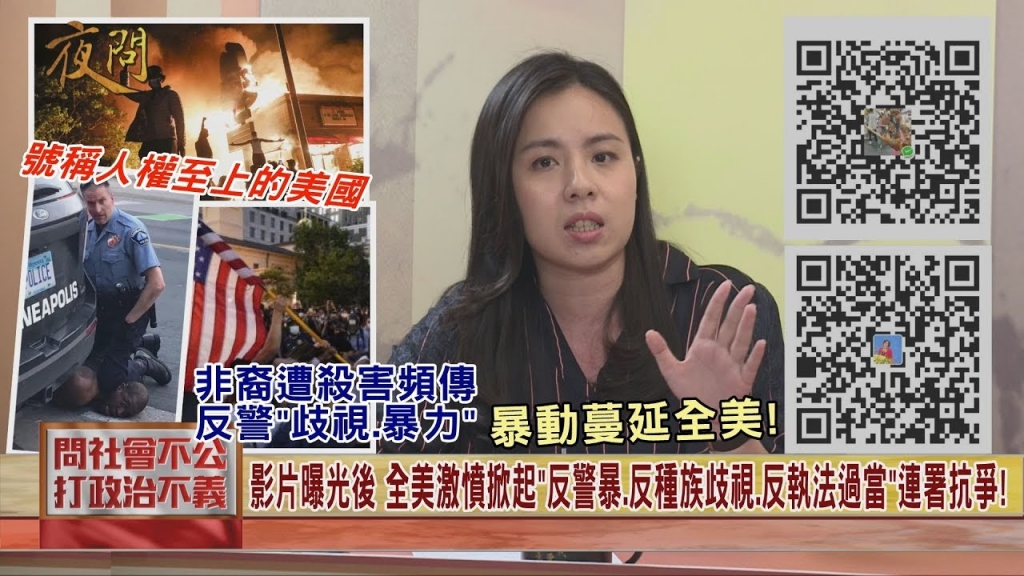 夜問
號稱人權至上的美國
POLICE
NEAPOLIS
非裔遭殺害頻傳
反警"歧視.暴力"
暴動蔓延全美!
問社會不公
打政治不義
影片曝光後 全美激憤掀起"反警暴.反種族歧視.反執法過當"連署抗爭!